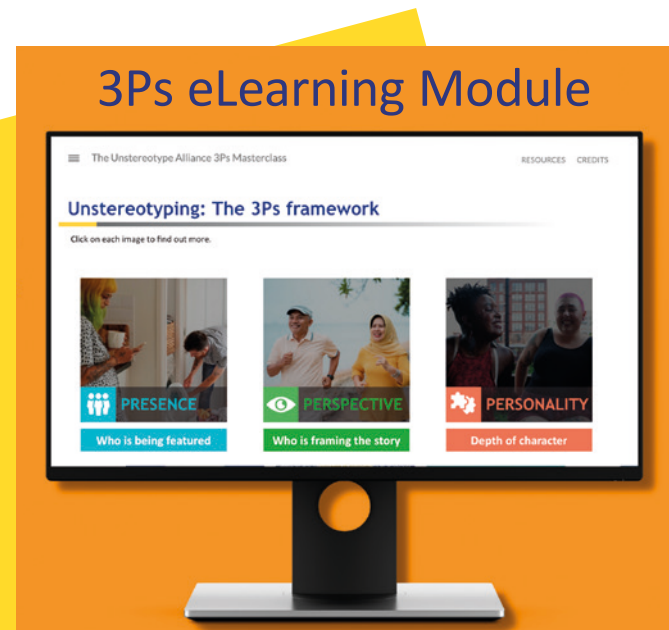 3Ps eLearning Module
The Unstereotype Alliance 3Ps Masterclass
RESOURCES CREDITS
Unstereotyping: The 3Ps framework
Click on each image to find out more.
PRESENCE
Who is being featured
PERSPECTIVE
Who is framing the story
PERSONALITY
Depth of character